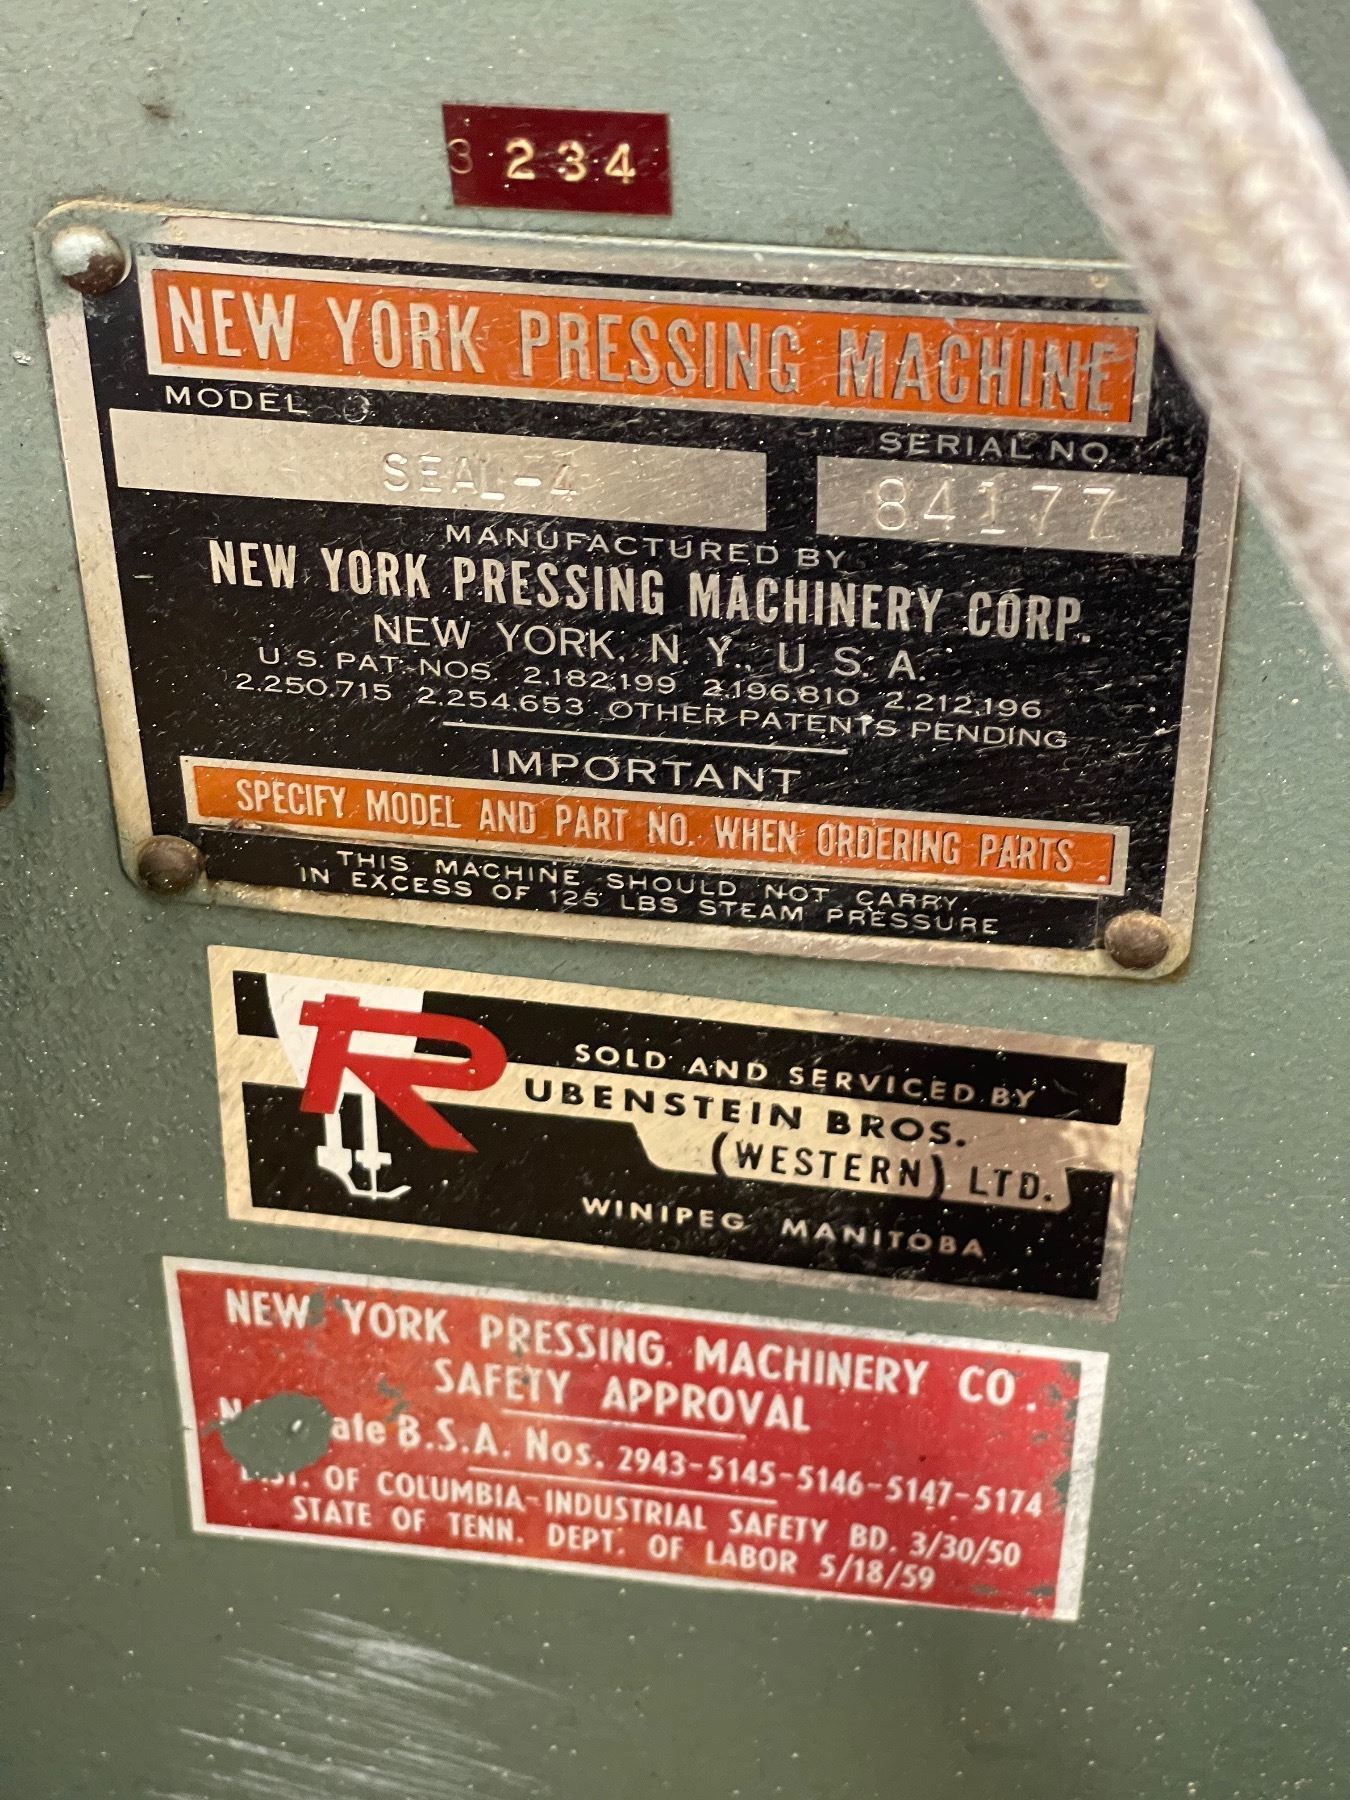 3 234
NEW YORK PRESSING MACHINE
MODEL
SERIAL NO.
SEAL-4
84177
MANUFACTURED BY
NEW YORK PRESSING MACHINERY CORP.
NEW YORK, N. Y., U. S. A.
U. S. PAT. NOS. 2,182,199 2,196,810 2,212,196
2,250,715 2,254,653 OTHER PATENTS PENDING
IMPORTANT
SPECIFY MODEL AND PART NO. WHEN ORDERING PARTS
THIS MACHINE SHOULD NOT CARRY
IN EXCESS OF 125 LBS STEAM PRESSURE
SOLD AND SERVICED BY
RUBENSTEIN BROS.
(WESTERN) LTD.
WINIPEG MANITOBA
NEW YORK PRESSING MACHINERY CO.
SAFETY APPROVAL
B.S.A. Nos. 2943-5145-5146-5147-5174
DIST. OF COLUMBIA-INDUSTRIAL SAFETY BD. 3/30/50
STATE OF TENN. DEPT. OF LABOR 5/18/59